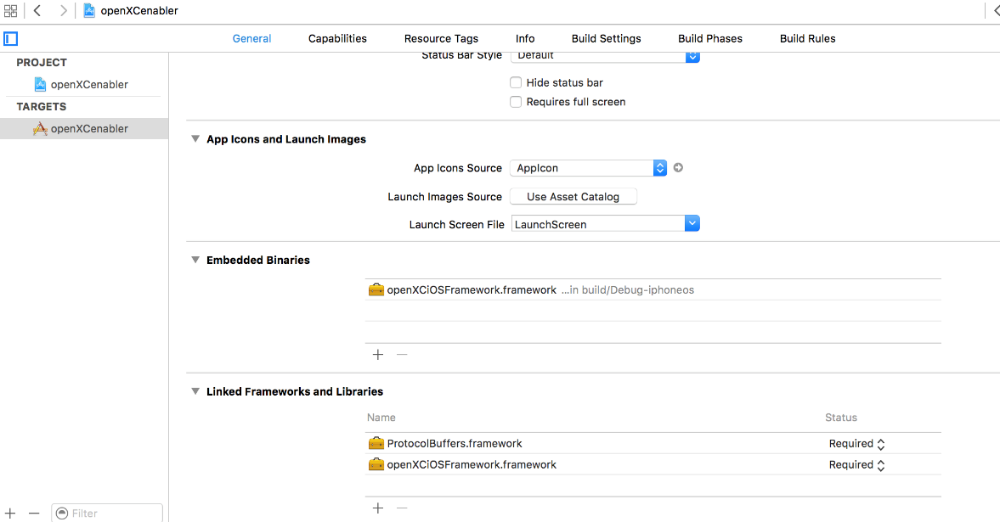 openXCenabler
General Capabilities Resource Tags Info Build Settings Build Phases Build Rules
PROJECT
openXCenabler
TARGETS
openXCenabler
Status Bar Style Default
Hide status bar
Requires full screen
App Icons and Launch Images
App Icons Source AppIcon
Launch Images Source Use Asset Catalog
Launch Screen File LaunchScreen
Embedded Binaries
openXCiOSFramework.framework ...in build/Debug-iphoneos
Linked Frameworks and Libraries
Name Status
ProtocolBuffers.framework Required
openXCiOSFramework.framework Required
Filter